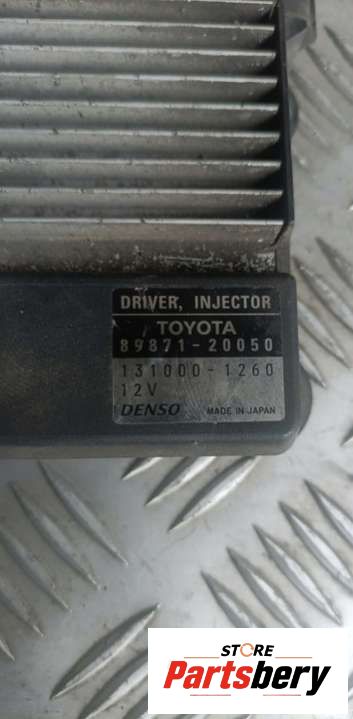 DRIVER, INJECTOR
TOYOTA
89871-20050
131000-1260
12V
DENSO MADE IN JAPAN
STORE
Partsbery